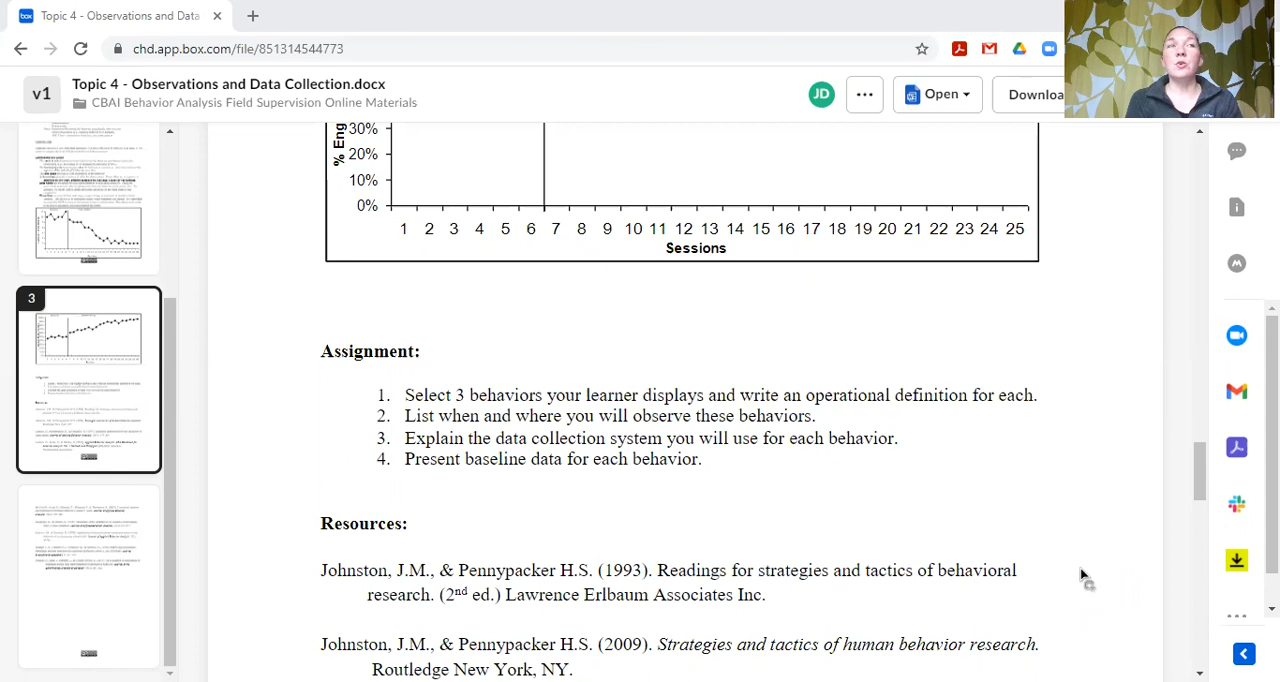 box Topic 4 - Observations and Data
chd.app.box.com/file/851314544773
v1 Topic 4 - Observations and Data Collection.docx
CBAI Behavior Analysis Field Supervision Online Materials
JD Open Downloa
% Eng
30%
20%
10%
0%
1 2 3 4 5 6 7 8 9 10 11 12 13 14 15 16 17 18 19 20 21 22 23 24 25
Sessions
3
Assignment:
1. Select 3 behaviors your learner displays and write an operational definition for each.
2. List when and where you will observe these behaviors.
3. Explain the data collection system you will use for each behavior.
4. Present baseline data for each behavior.
Resources:
Johnston, J.M., & Pennypacker H.S. (1993). Readings for strategies and tactics of behavioral
research. (2nd ed.) Lawrence Erlbaum Associates Inc.
Johnston, J.M., & Pennypacker H.S. (2009). Strategies and tactics of human behavior research.
Routledge New York, NY.